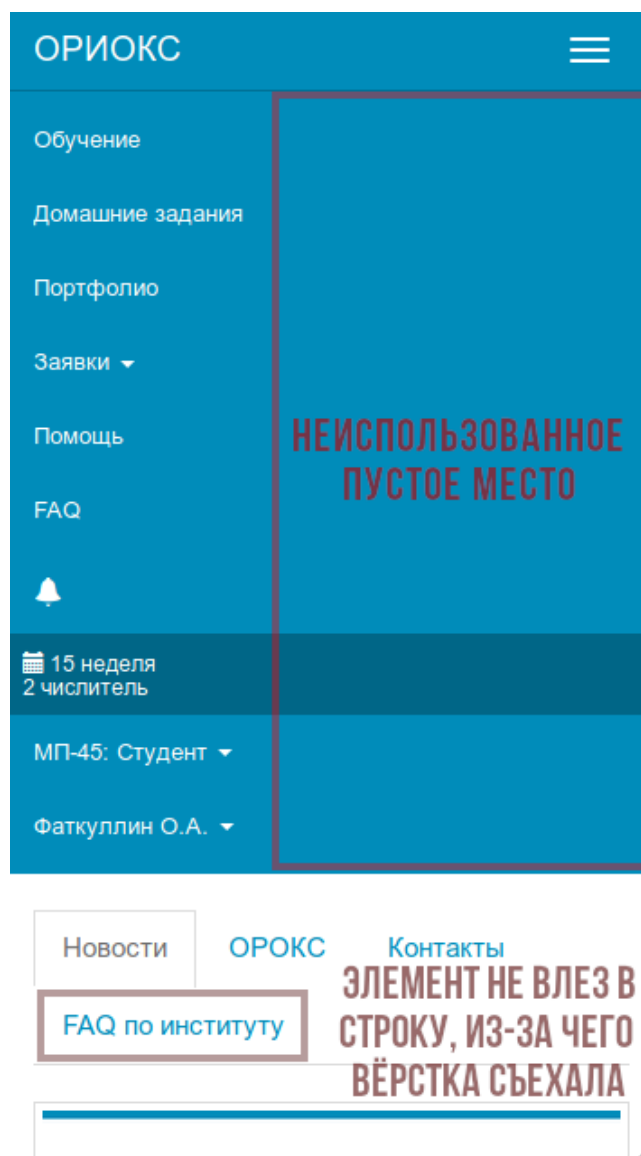 ОРИОКС
Обучение
Домашние задания
Портфолио
Заявки
Помощь
FAQ
НЕИСПОЛЬЗОВАННОЕ
ПУСТОЕ МЕСТО
15 неделя
2 числитель
МП-45: Студент
Фаткуллин О.А.
Новости ОРОКС Контакты
FAQ по институту
ЭЛЕМЕНТ НЕ ВЛЕЗ В
СТРОКУ, ИЗ-ЗА ЧЕГО
ВЁРСТКА СЪЕХАЛА